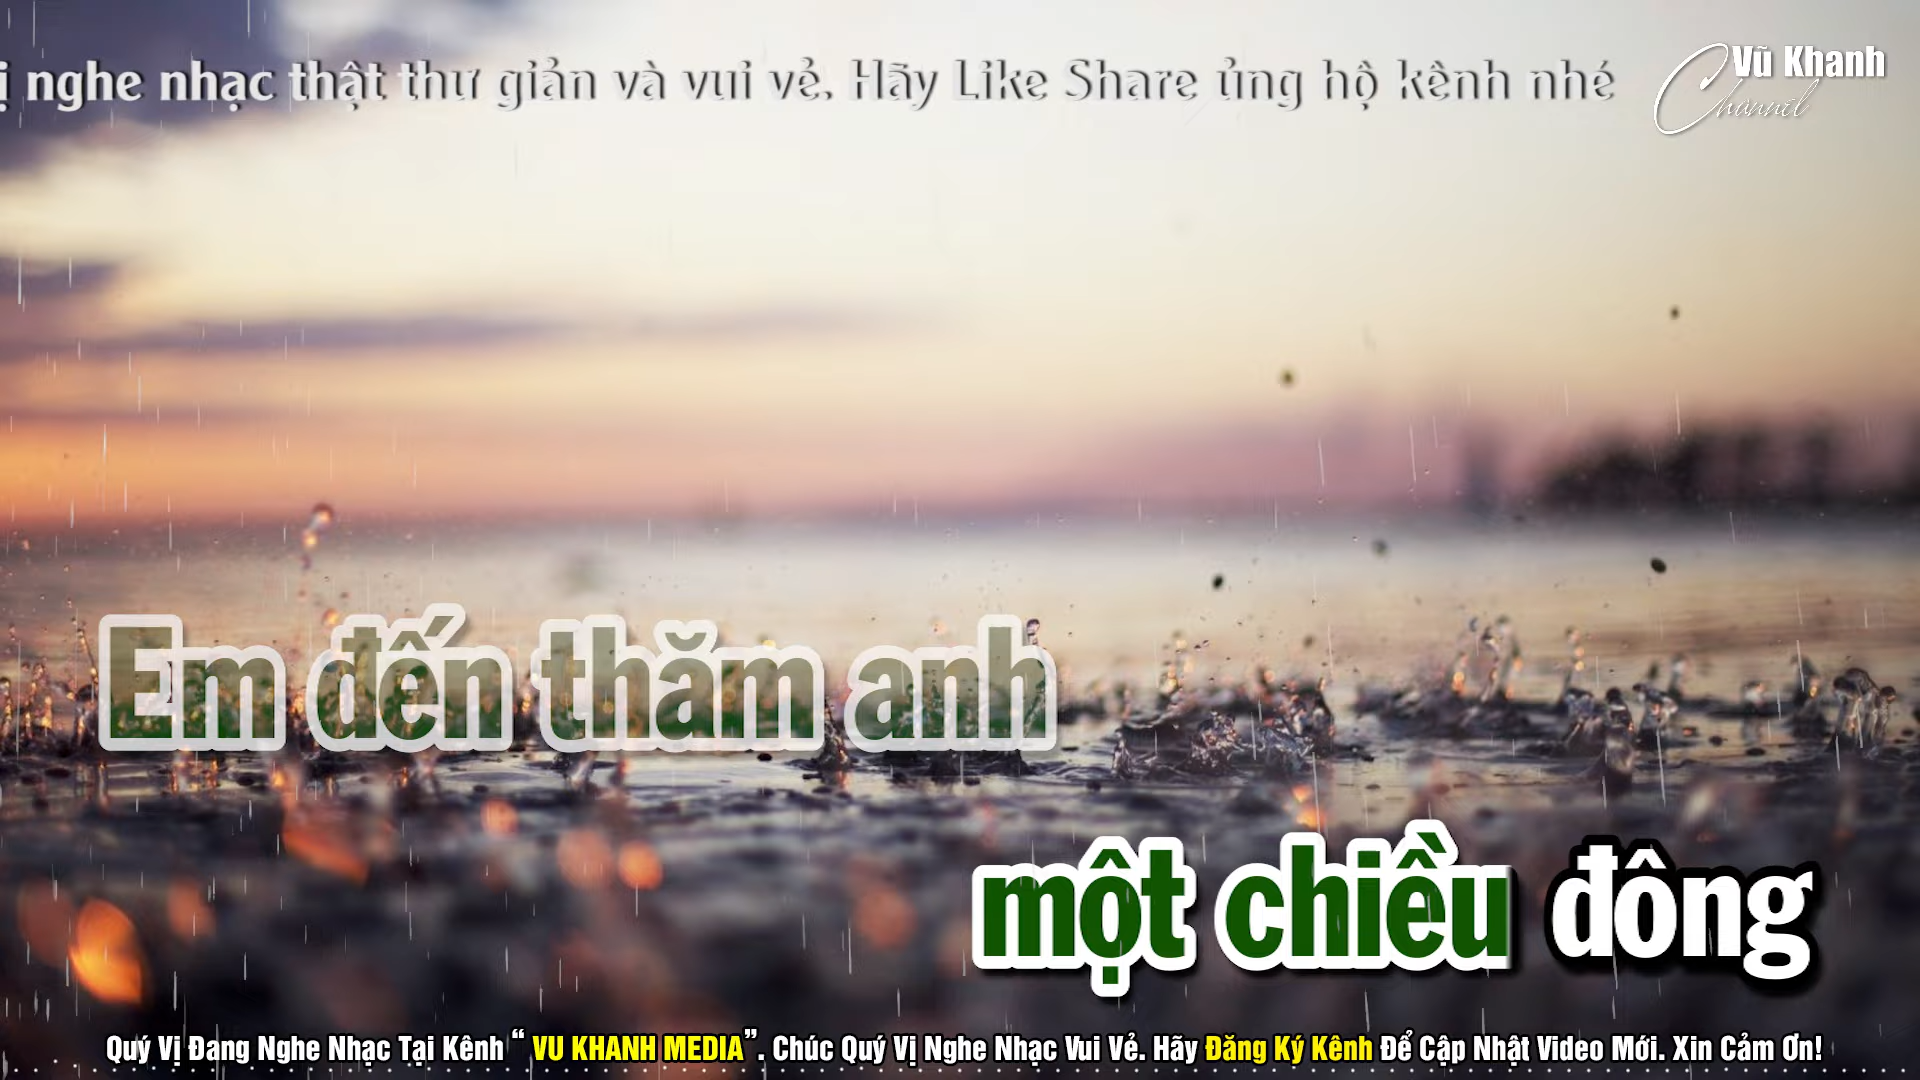 ị nghe nhạc thật thư giản và vui vẻ. Hãy Like Share ủng hộ kênh nhé
Vũ Khanh
Channel
Em đến thăm anh
một chiều đông
Quý Vị Đang Nghe Nhạc Tại Kênh “ VU KHANH MEDIA”. Chúc Quý Vị Nghe Nhạc Vui Vẻ. Hãy Đăng Ký Kênh Để Cập Nhật Video Mới. Xin Cảm Ơn!